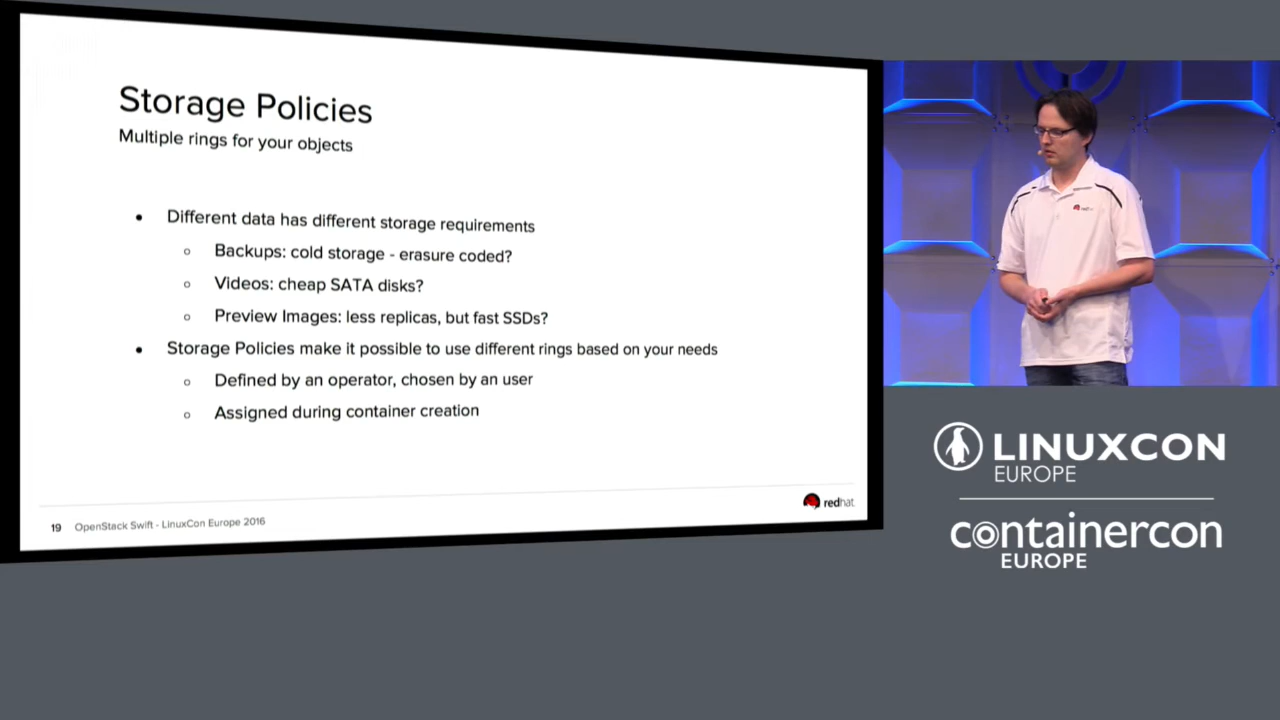 Storage Policies
Multiple rings for your objects
Different data has different storage requirements
Backups: cold storage - erasure coded?
Videos: cheap SATA disks?
Preview Images: less replicas, but fast SSDs?
Storage Policies make it possible to use different rings based on your needs
Defined by an operator, chosen by an user
Assigned during container creation
19 OpenStack Swift - LinuxCon Europe 2016
redhat
redhat
LINUXCON
EUROPE
containercon
EUROPE